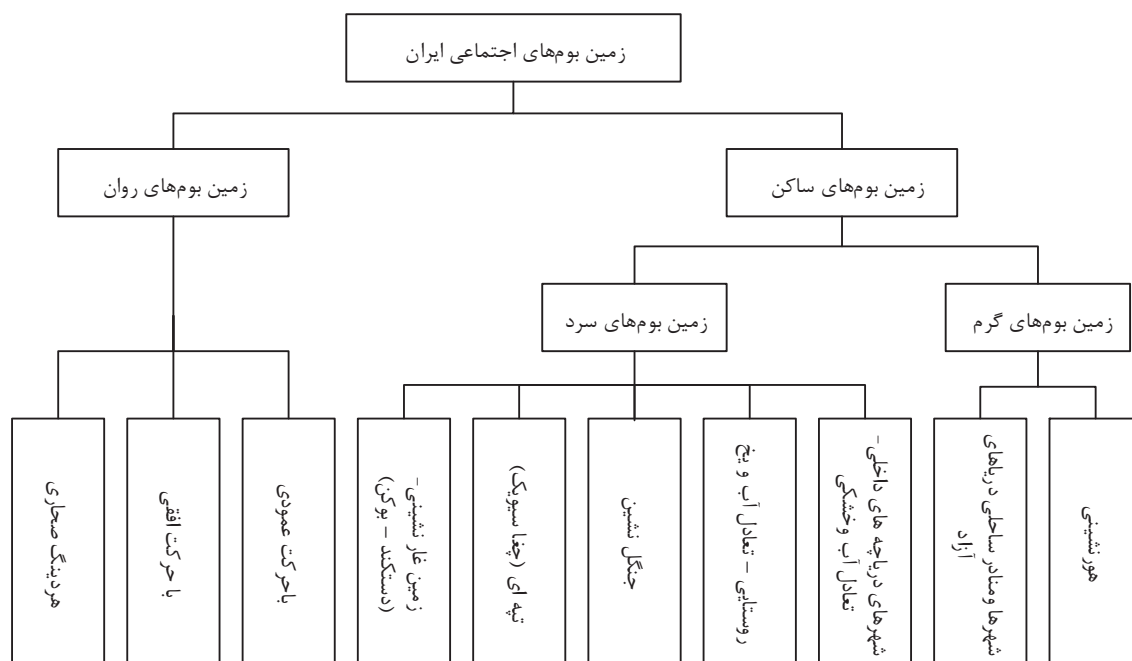 زمین بوم‌های اجتماعی ایران
زمین بوم‌های ساکن
زمین بوم‌های روان
زمین بوم‌های گرم
زمین بوم‌های سرد
هورنشینی
شهرها ومنادر ساحلی دریاهای
آزاد
شهرهای دریاچه های داخلی-
تعادل آب وخشکی
روستایی - تعادل آب و یخ
جنگل نشین
تپه ای (چغا سیویک)
زمین غار نشینی-
(دستکند - بوکن)
باحرکت عمودی
با حرکت افقی
هردینگ صحاری